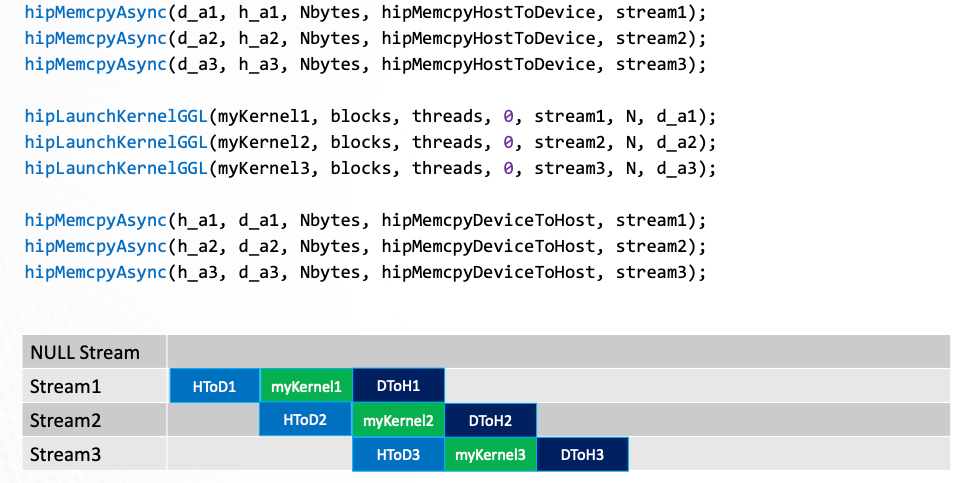 hipMemcpyAsync(d_a1, h_a1, Nbytes, hipMemcpyHostToDevice, stream1);
hipMemcpyAsync(d_a2, h_a2, Nbytes, hipMemcpyHostToDevice, stream2);
hipMemcpyAsync(d_a3, h_a3, Nbytes, hipMemcpyHostToDevice, stream3);
hipLaunchKernelGGL(myKernel1, blocks, threads, 0, stream1, N, d_a1);
hipLaunchKernelGGL(myKernel2, blocks, threads, 0, stream2, N, d_a2);
hipLaunchKernelGGL(myKernel3, blocks, threads, 0, stream3, N, d_a3);
hipMemcpyAsync(h_a1, d_a1, Nbytes, hipMemcpyDeviceToHost, stream1);
hipMemcpyAsync(h_a2, d_a2, Nbytes, hipMemcpyDeviceToHost, stream2);
hipMemcpyAsync(h_a3, d_a3, Nbytes, hipMemcpyDeviceToHost, stream3);
NULL Stream
Stream1 HToD1 myKernel1 DToH1
Stream2 HToD2 myKernel2 DToH2
Stream3 HToD3 myKernel3 DToH3